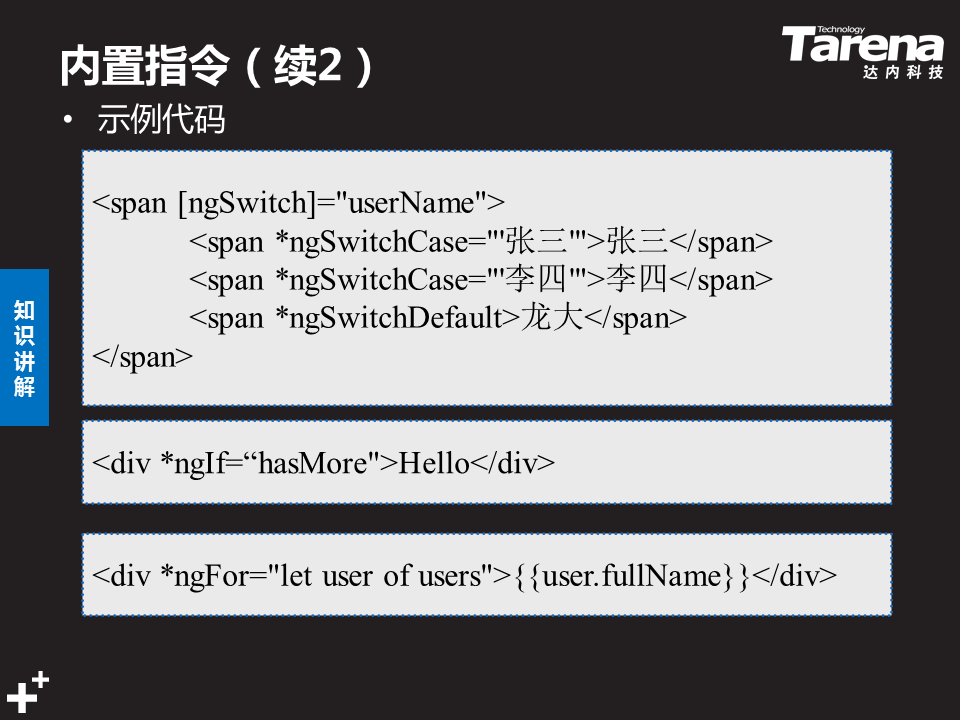 内置指令（续2）
Technology
Tarena
达内科技
• 示例代码
<span [ngSwitch]="userName">
<span *ngSwitchCase="'张三'">张三</span>
<span *ngSwitchCase="'李四'">李四</span>
<span *ngSwitchDefault>龙大</span>
</span>
知识讲解
<div *ngIf=“hasMore">Hello</div>
<div *ngFor="let user of users">{{user.fullName}}</div>